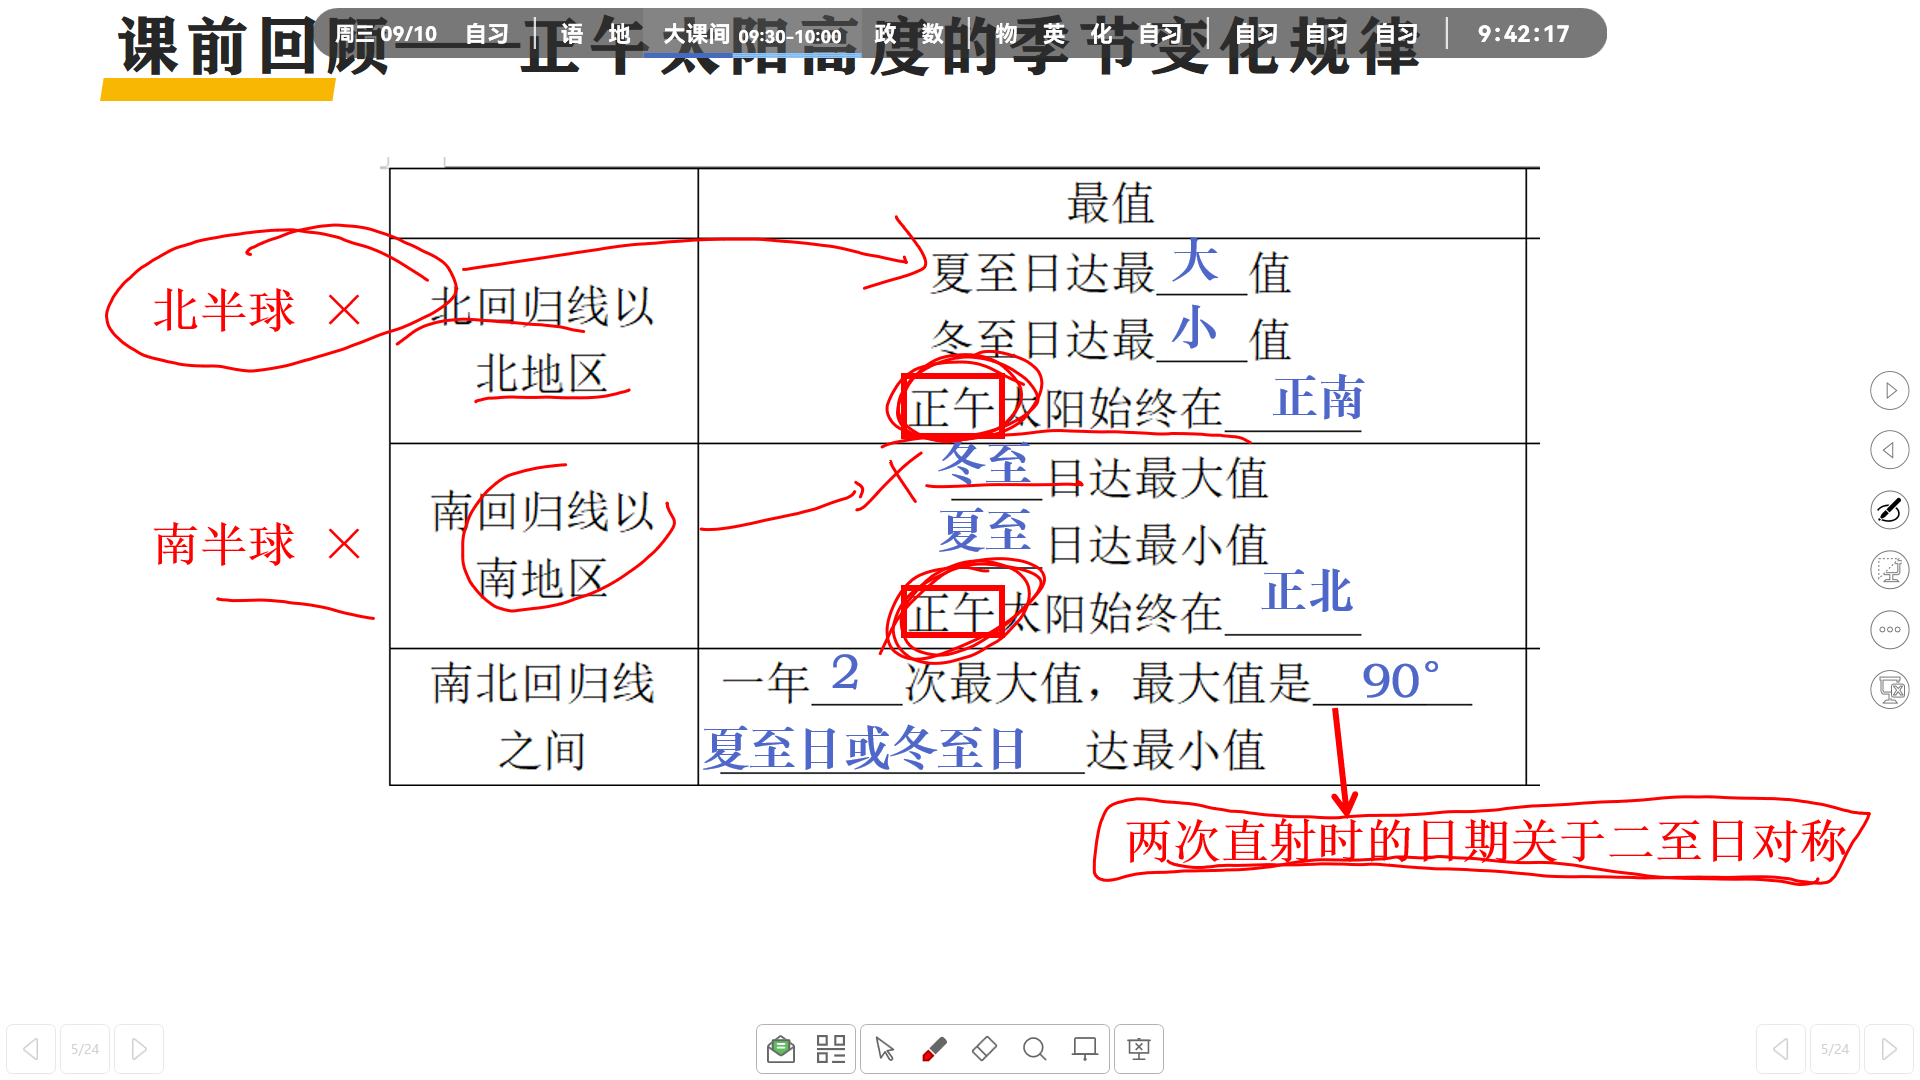 周三 09/10 自习 语 地 大课间 09:30-10:00 政 数 物 英 化 自习 自习 自习 自习 9:42:17
课前回顾——正午太阳高度的季节变化规律
最值
北半球 ×
北回归线以
北地区
夏至日达最大值
冬至日达最小值
正午太阳始终在正南
南半球 ×
南回归线以
南地区
冬至日达最大值
夏至日达最小值
正午太阳始终在正北
南北回归线
之间
一年2次最大值，最大值是90°
夏至日或冬至日达最小值
两次直射时的日期关于二至日对称
5/24
5/24